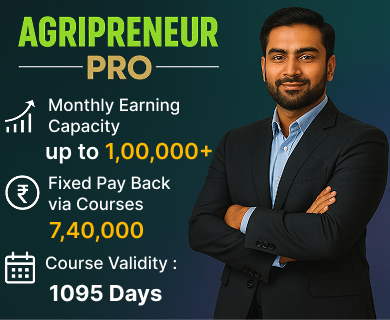 AGRIPRENEUR
PRO
Monthly Earning
Capacity
up to 1,00,000+
₹ Fixed Pay Back
via Courses
7,40,000
Course Validity :
1095 Days